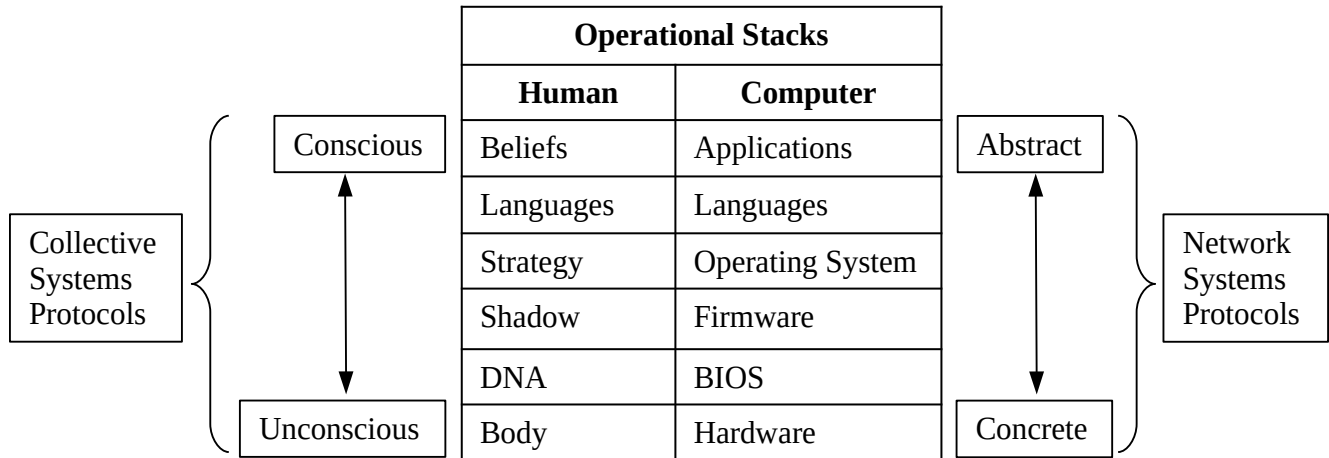 Operational Stacks
Human Computer
Conscious Beliefs Applications Abstract
Languages Languages
Collective
Systems
Protocols
Strategy Operating System
Network
Systems
Protocols
Shadow Firmware
DNA BIOS
Unconscious Body Hardware Concrete